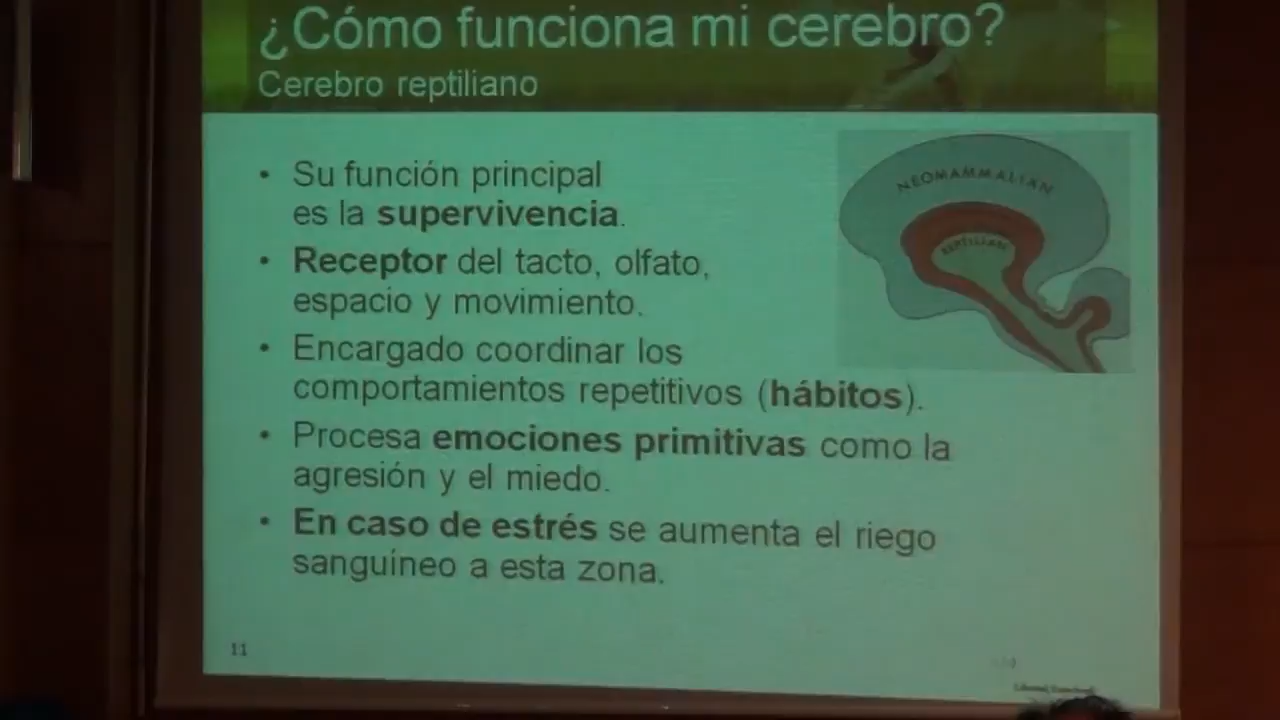 ¿Cómo funciona mi cerebro?
Cerebro reptiliano
• Su función principal
es la supervivencia.
• Receptor del tacto, olfato,
espacio y movimiento.
• Encargado coordinar los
comportamientos repetitivos (hábitos).
• Procesa emociones primitivas como la
agresión y el miedo.
• En caso de estrés se aumenta el riego
sanguíneo a esta zona.
NEOMAMMALIAN
REPTILIAN
11